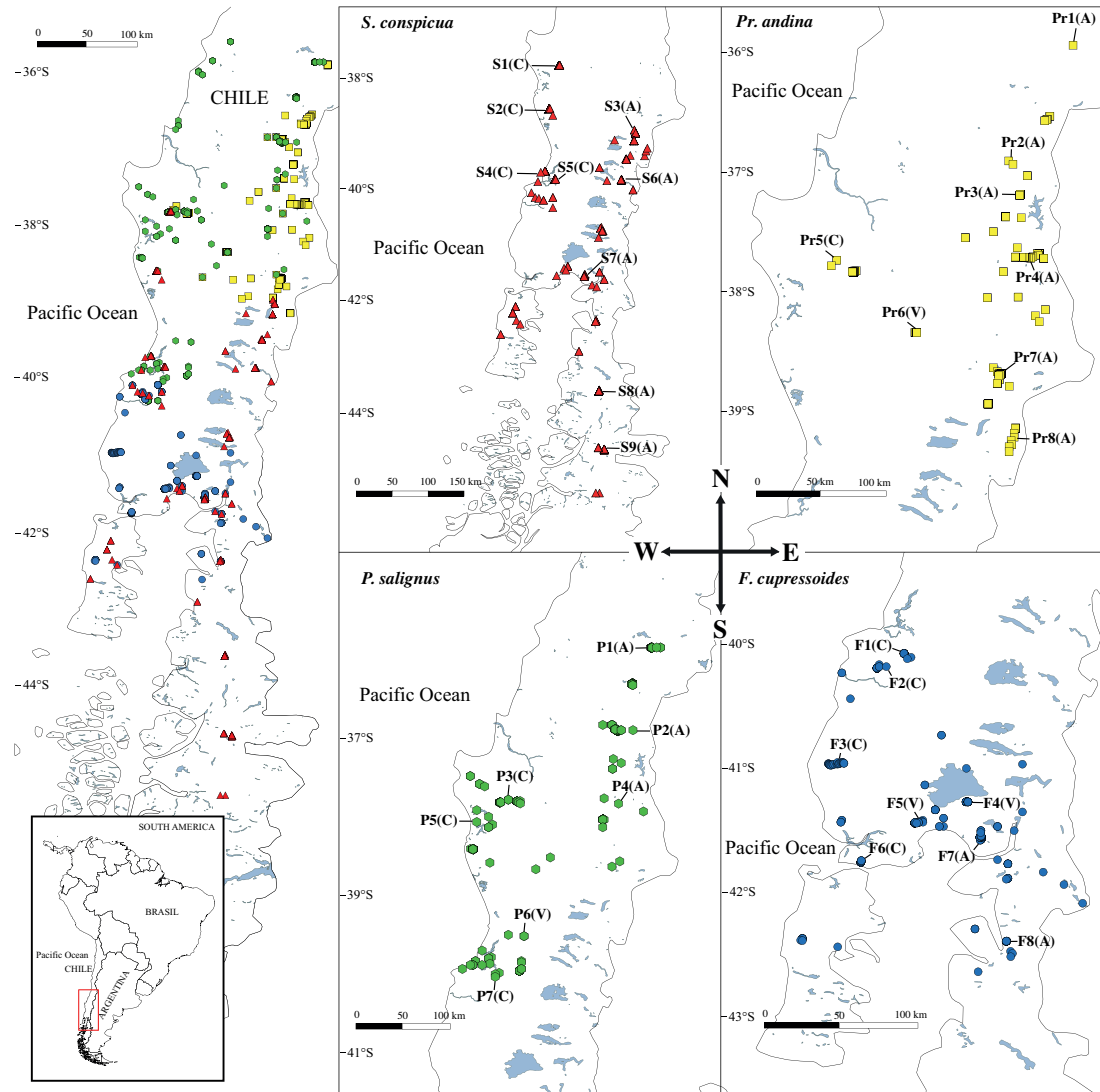 0 50 100 km
36°S
CHILE
38°S
Pacific Ocean
40°S
42°S
44°S
SOUTH AMERICA
BRASIL
Pacific Ocean
CHILE
ARGENTINA
S. conspicua
S1(C)
38°S
S2(C)
S3(A)
S4(C)
S5(C)
S6(A)
40°S
Pacific Ocean
S7(A)
42°S
S8(A)
44°S
S9(A)
0 50 100 150 km
Pr. andina
Pr1(A)
36°S
Pacific Ocean
Pr2(A)
37°S
Pr3(A)
Pr5(C)
Pr4(A)
38°S
Pr6(V)
Pr7(A)
39°S
Pr8(A)
0 50 km 100 km
N
W E
S
P. salignus
P1(A)
Pacific Ocean
P2(A)
37°S
P3(C)
P4(A)
P5(C)
39°S
P6(V)
P7(C)
0 50 100 km
41°S
F. cupressoides
40°S
F1(C)
F2(C)
F3(C)
41°S
F5(V)
F4(V)
Pacific Ocean
F6(C)
F7(A)
42°S
F8(A)
43°S
0 50 100 km